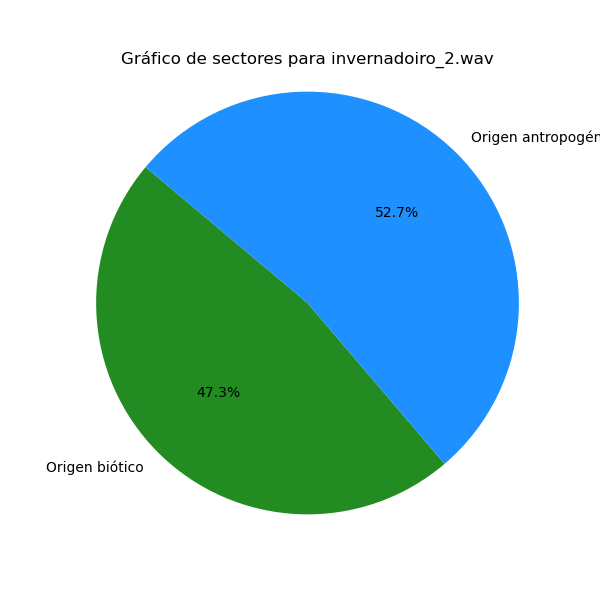 Gráfico de sectores para invernadoiro_2.wav
Origen antropogén
52.7%
47.3%
Origen biótico